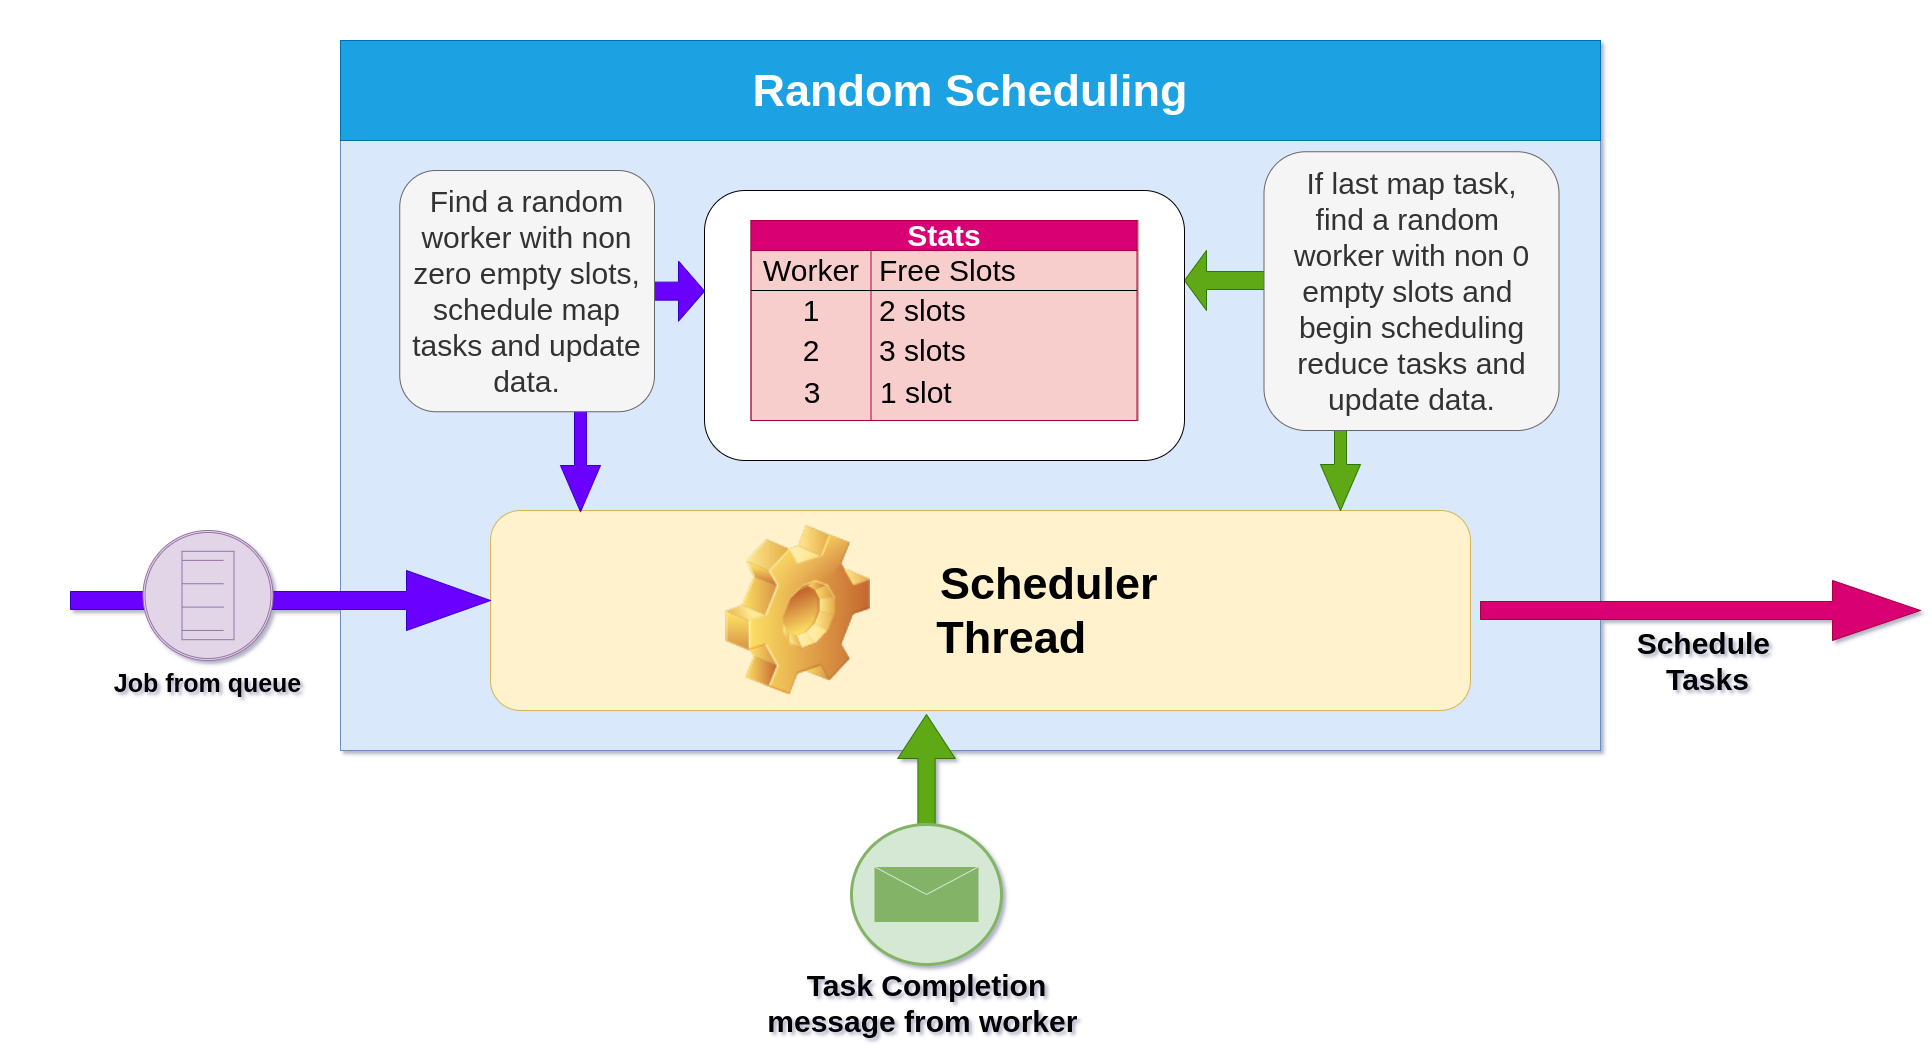 Random Scheduling
Find a random
worker with non
zero empty slots,
schedule map
tasks and update
data.
Stats
Worker Free Slots
1 2 slots
2 3 slots
3 1 slot
If last map task,
find a random
worker with non 0
empty slots and
begin scheduling
reduce tasks and
update data.
Scheduler
Thread
Job from queue
Schedule
Tasks
Task Completion
message from worker